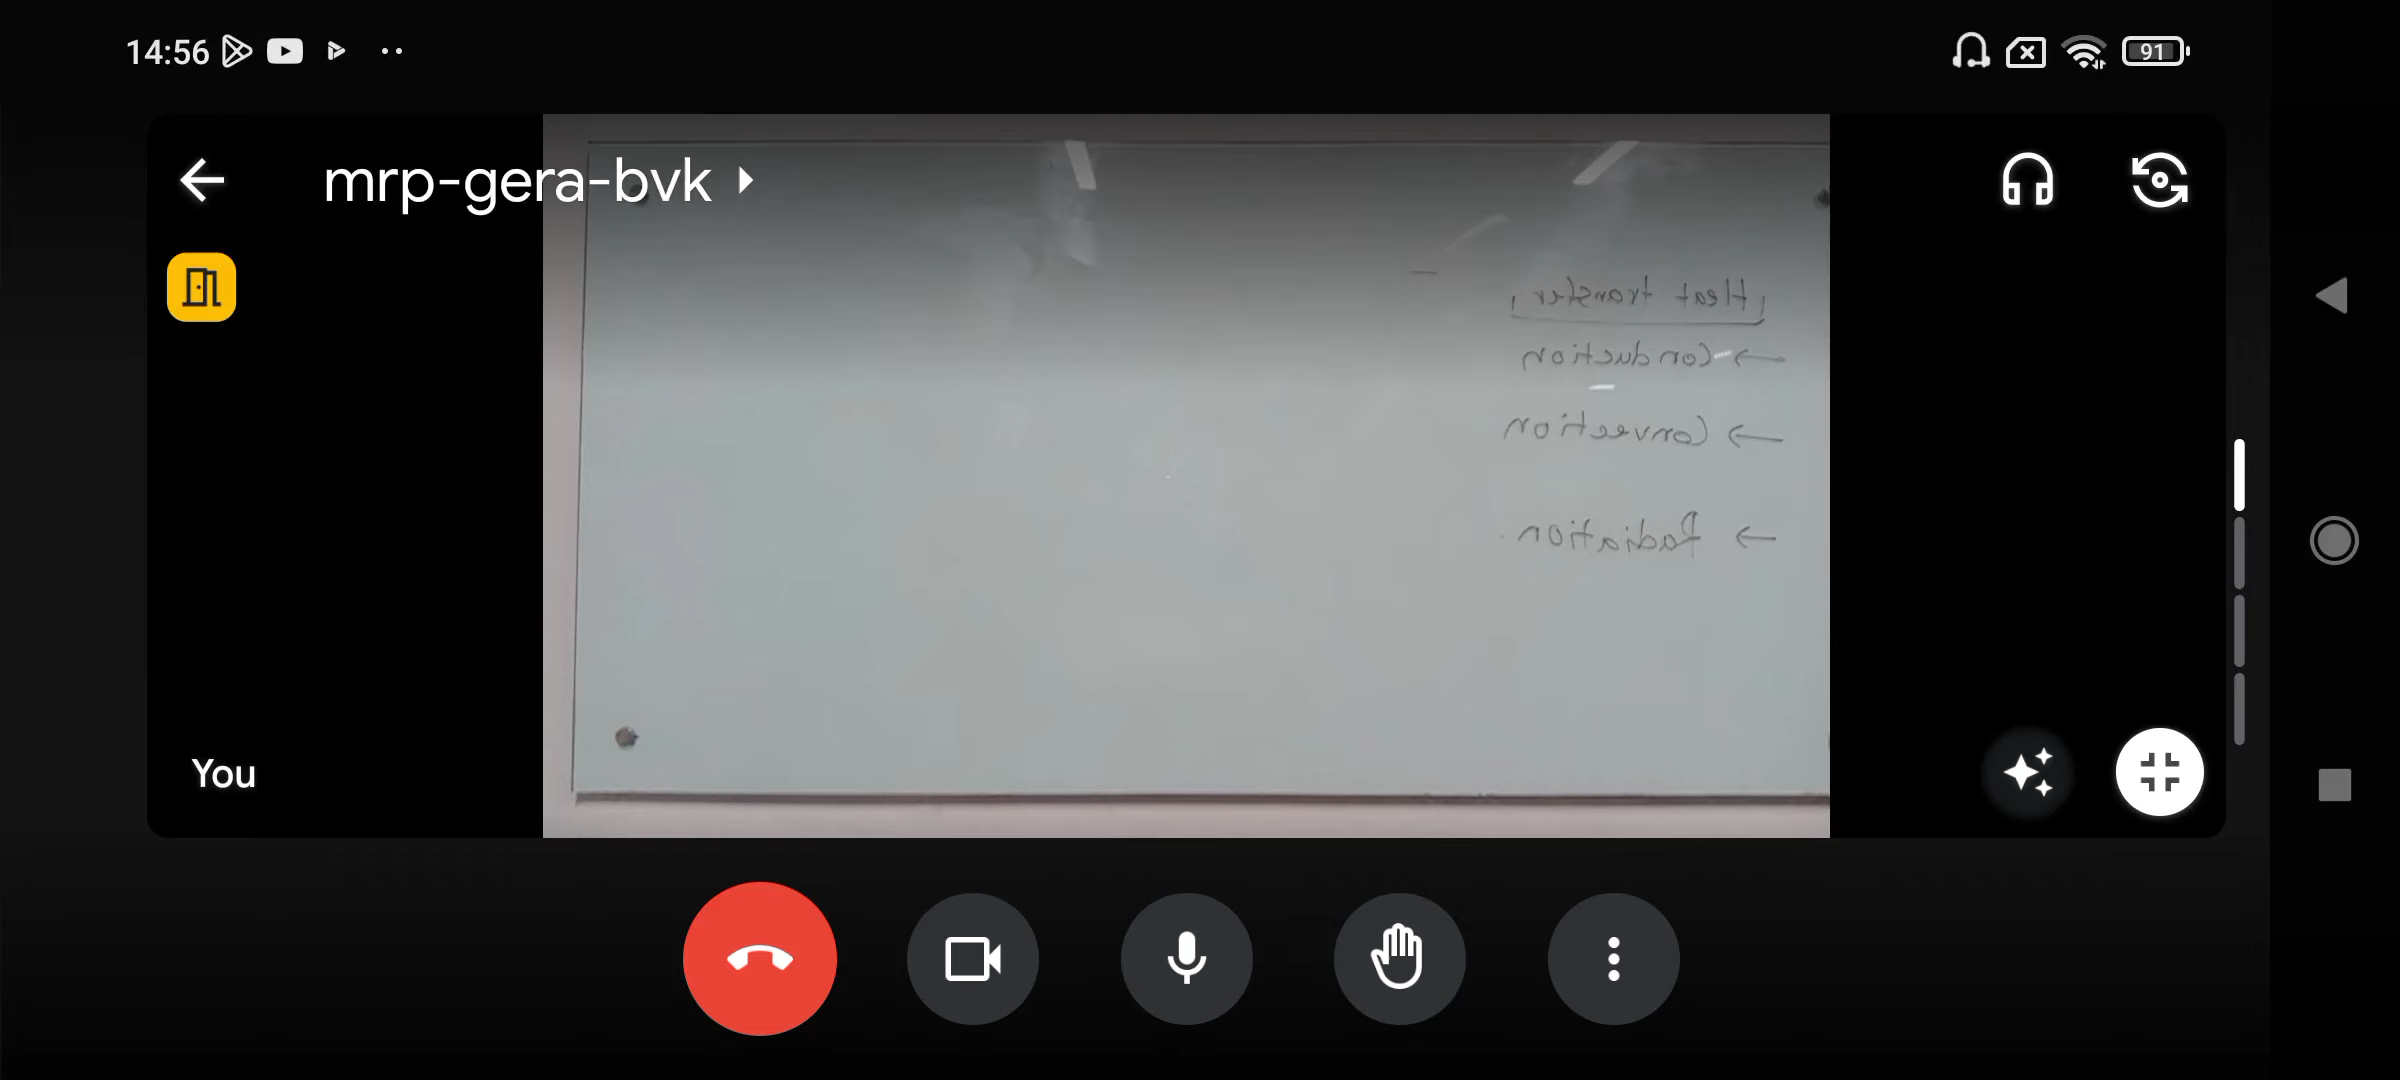 14:56
91
mrp-gera-bvk
Heat transfer
→ Conduction
→ Convection
→ Radiation
You